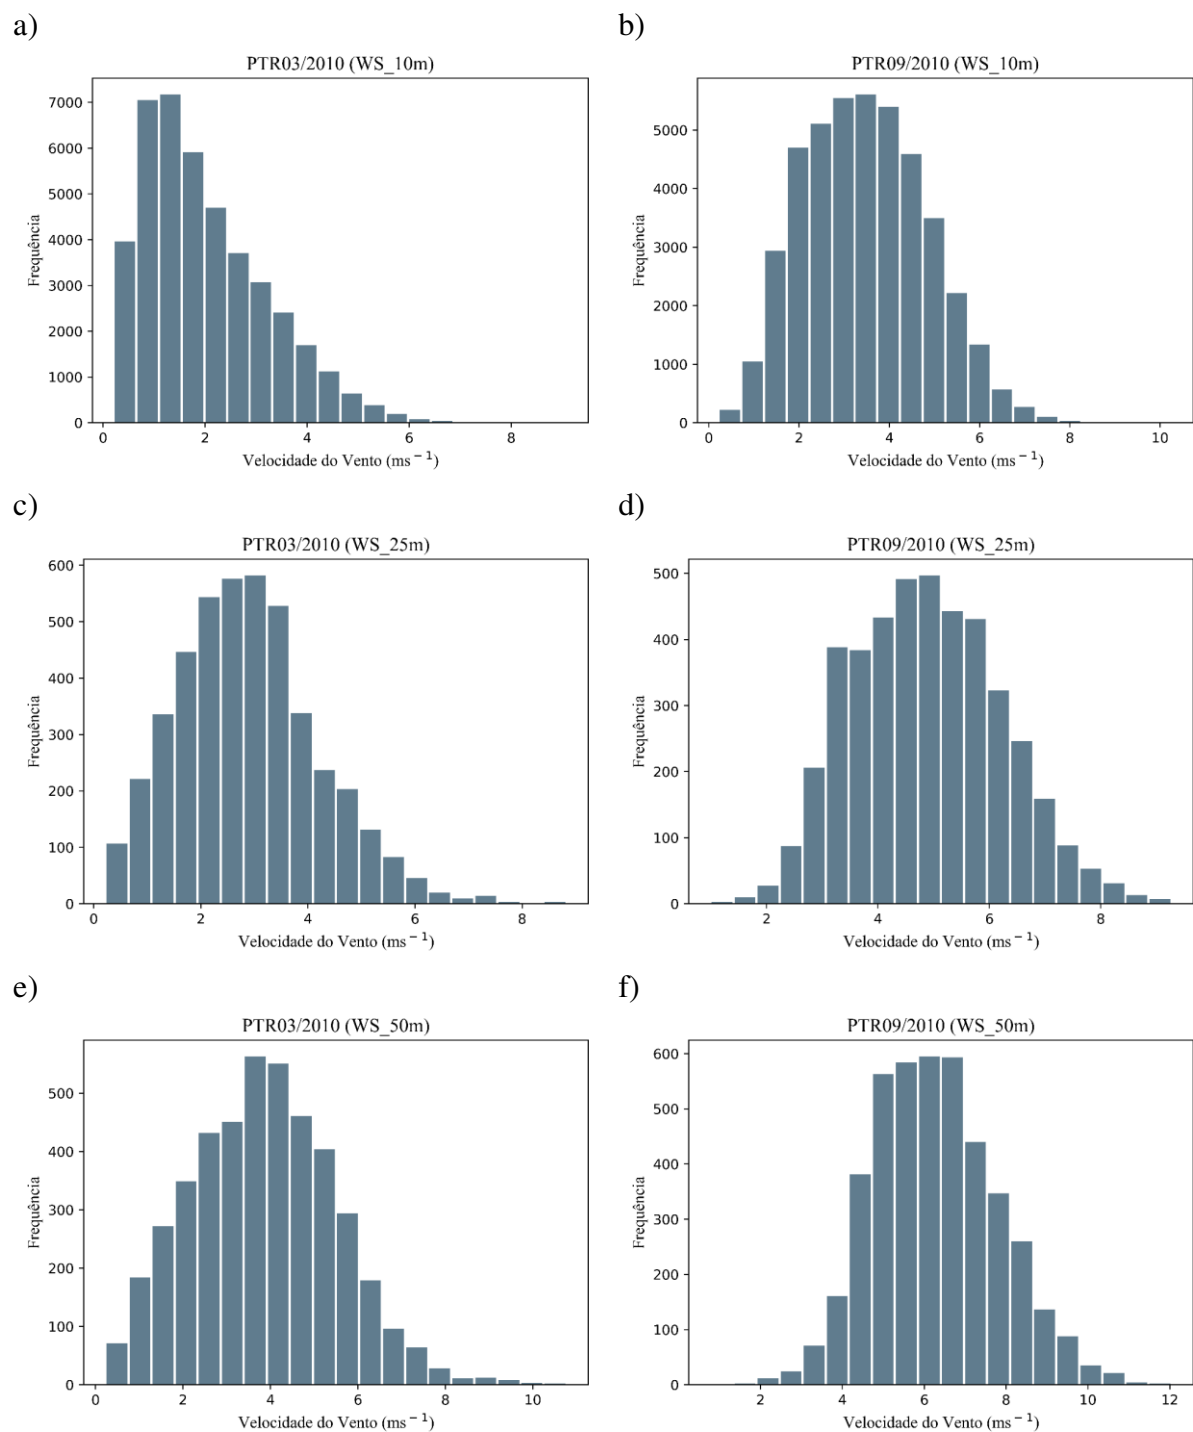 a)
PTR03/2010 (WS_10m)
7000
6000
5000
4000
3000
2000
1000
0
Frequência
0 2 4 6 8
Velocidade do Vento (ms⁻¹)
b)
PTR09/2010 (WS_10m)
5000
4000
3000
2000
1000
0
Frequência
0 2 4 6 8 10
Velocidade do Vento (ms⁻¹)
c)
PTR03/2010 (WS_25m)
600
500
400
300
200
100
0
Frequência
0 2 4 6 8
Velocidade do Vento (ms⁻¹)
d)
PTR09/2010 (WS_25m)
500
400
300
200
100
0
Frequência
2 4 6 8
Velocidade do Vento (ms⁻¹)
e)
PTR03/2010 (WS_50m)
500
400
300
200
100
0
Frequência
0 2 4 6 8 10
Velocidade do Vento (ms⁻¹)
f)
PTR09/2010 (WS_50m)
600
500
400
300
200
100
0
Frequência
2 4 6 8 10 12
Velocidade do Vento (ms⁻¹)